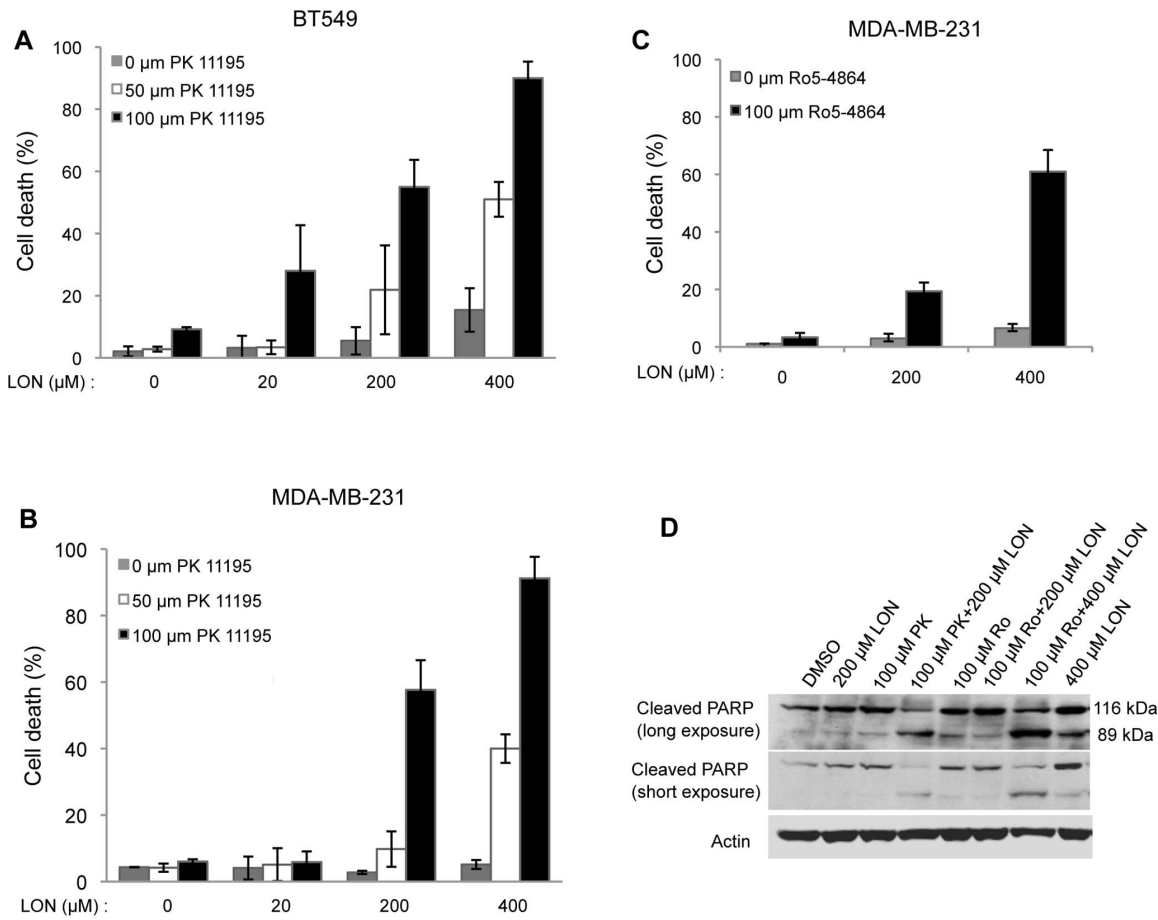 A
BT549
0 µm PK 11195
50 µm PK 11195
100 µm PK 11195
Cell death (%)
100
80
60
40
20
0
LON (µM) :
0
20
200
400
B
MDA-MB-231
0 µm PK 11195
50 µm PK 11195
100 µm PK 11195
Cell death (%)
100
80
60
40
20
0
LON (µM) :
0
20
200
400
C
MDA-MB-231
0 µm Ro5-4864
100 µm Ro5-4864
Cell death (%)
100
80
60
40
20
0
LON (µM) :
0
200
400
D
DMSO
200 µM LON
100 µM PK
100 µM PK+200 µM LON
100 µM Ro
100 µM Ro+200 µM LON
100 µM Ro+400 µM LON
400 µM LON
Cleaved PARP
(long exposure)
116 kDa
89 kDa
Cleaved PARP
(short exposure)
Actin